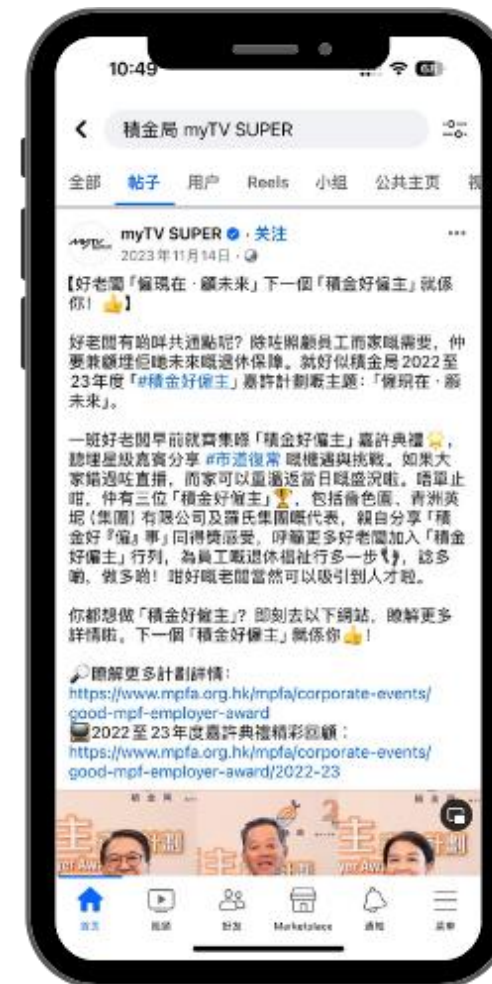 10:49
積金局 myTV SUPER
全部 帖子 用户 Reels 小组 公共主页 视
myTV SUPER · 关注
2023年11月14日 ·
【好老闆「僱現在 · 顧未來」下一個「積金好僱主」就係
你！👍】
好老闆有啲咩共通點呢？除咗照顧員工而家嘅需要，仲
要兼顧埋佢哋未來嘅退休保障。就好似積金局2022至
23年度「#積金好僱主」嘉許計劃嘅主題：「僱現在 · 顧
未來」。
一班好老闆早前就齊集喺「積金好僱主」嘉許典禮🌟，
聽埋星級嘉賓分享 #市道復常 嘅機遇與挑戰。如果大
家錯過咗直播，而家可以重溫返當日嘅盛況啦。唔單止
咁，仲有三位「積金好僱主」🏆，包括嗇色園、青洲英
坭 (集團) 有限公司及羅氏集團嘅代表，親自分享「積
金好『僱』事」同得獎感受，呼籲更多好老闆加入「積金
好僱主」行列，為員工嘅退休福祉行多一步👣，諗多
啲，做多啲！咁好嘅老闆當然可以吸引到人才啦。
你都想做「積金好僱主」？即刻去以下網站，瞭解更多
詳情啦。下一個「積金好僱主」就係你👍！
🔎瞭解更多計劃詳情：
https://www.mpfa.org.hk/mpfa/corporate-events/
good-mpf-employer-award
📺2022至23年度嘉許典禮精彩回顧：
https://www.mpfa.org.hk/mpfa/corporate-events/
good-mpf-employer-award/2022-23
首页 视频 好友 Marketplace 通知 菜单